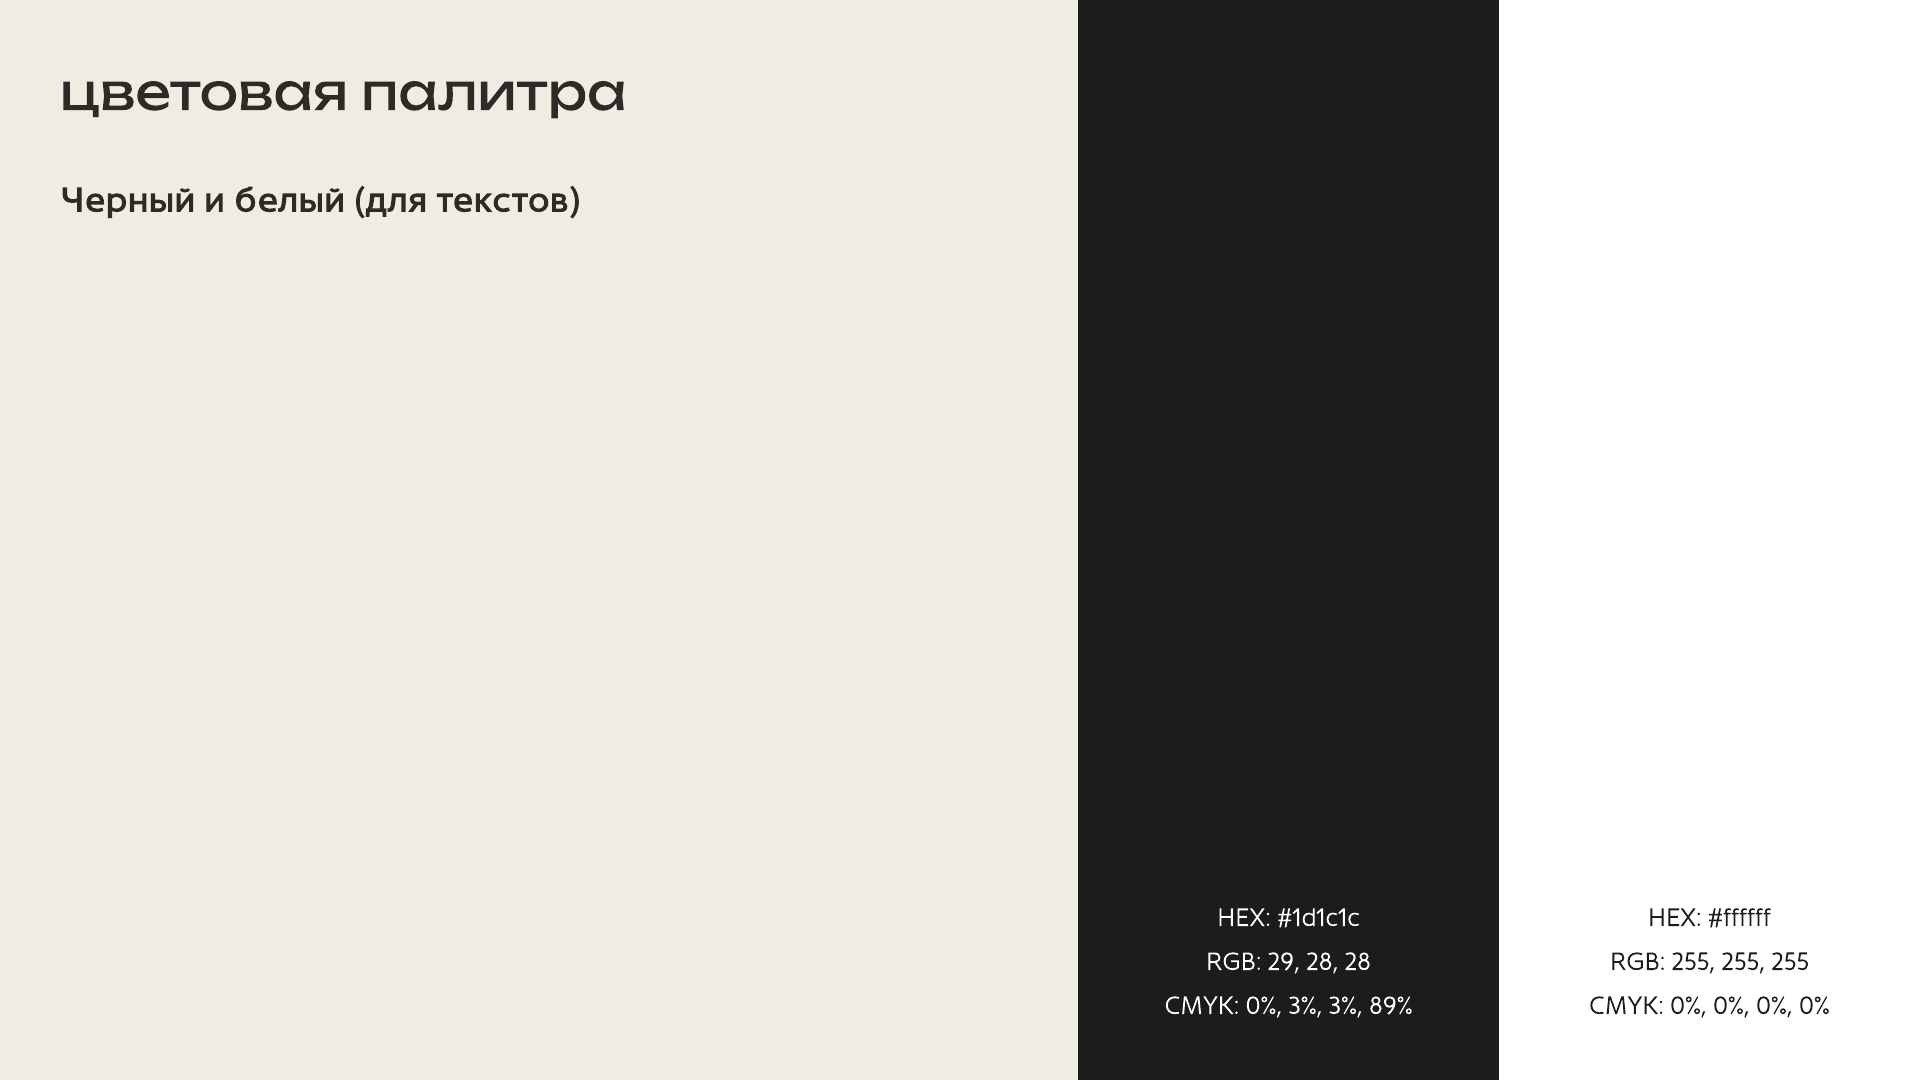 цветовая палитра
Черный и белый (для текстов)
HEX: #1d1c1c
RGB: 29, 28, 28
CMYK: 0%, 3%, 3%, 89%
HEX: #ffffff
RGB: 255, 255, 255
CMYK: 0%, 0%, 0%, 0%